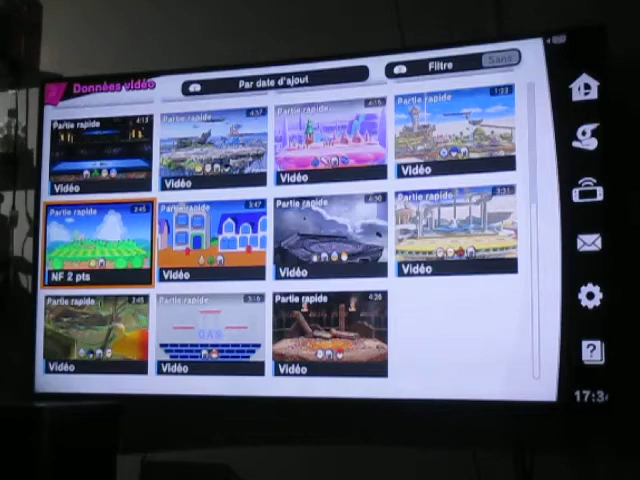 Données vidéo
Par date d'ajout
Filtre
Sans
Partie rapide 4:13
Vidéo
Partie rapide 4:57
Vidéo
Partie rapide 4:15
Vidéo
Partie rapide 1:23
Vidéo
Partie rapide 2:45
NF 2 pts
Partie rapide 3:47
Vidéo
Partie rapide 4:50
Vidéo
Partie rapide 3:31
Vidéo
Partie rapide 2:45
Vidéo
Partie rapide 3:16
Vidéo
Partie rapide 4:26
Vidéo
?
17:34